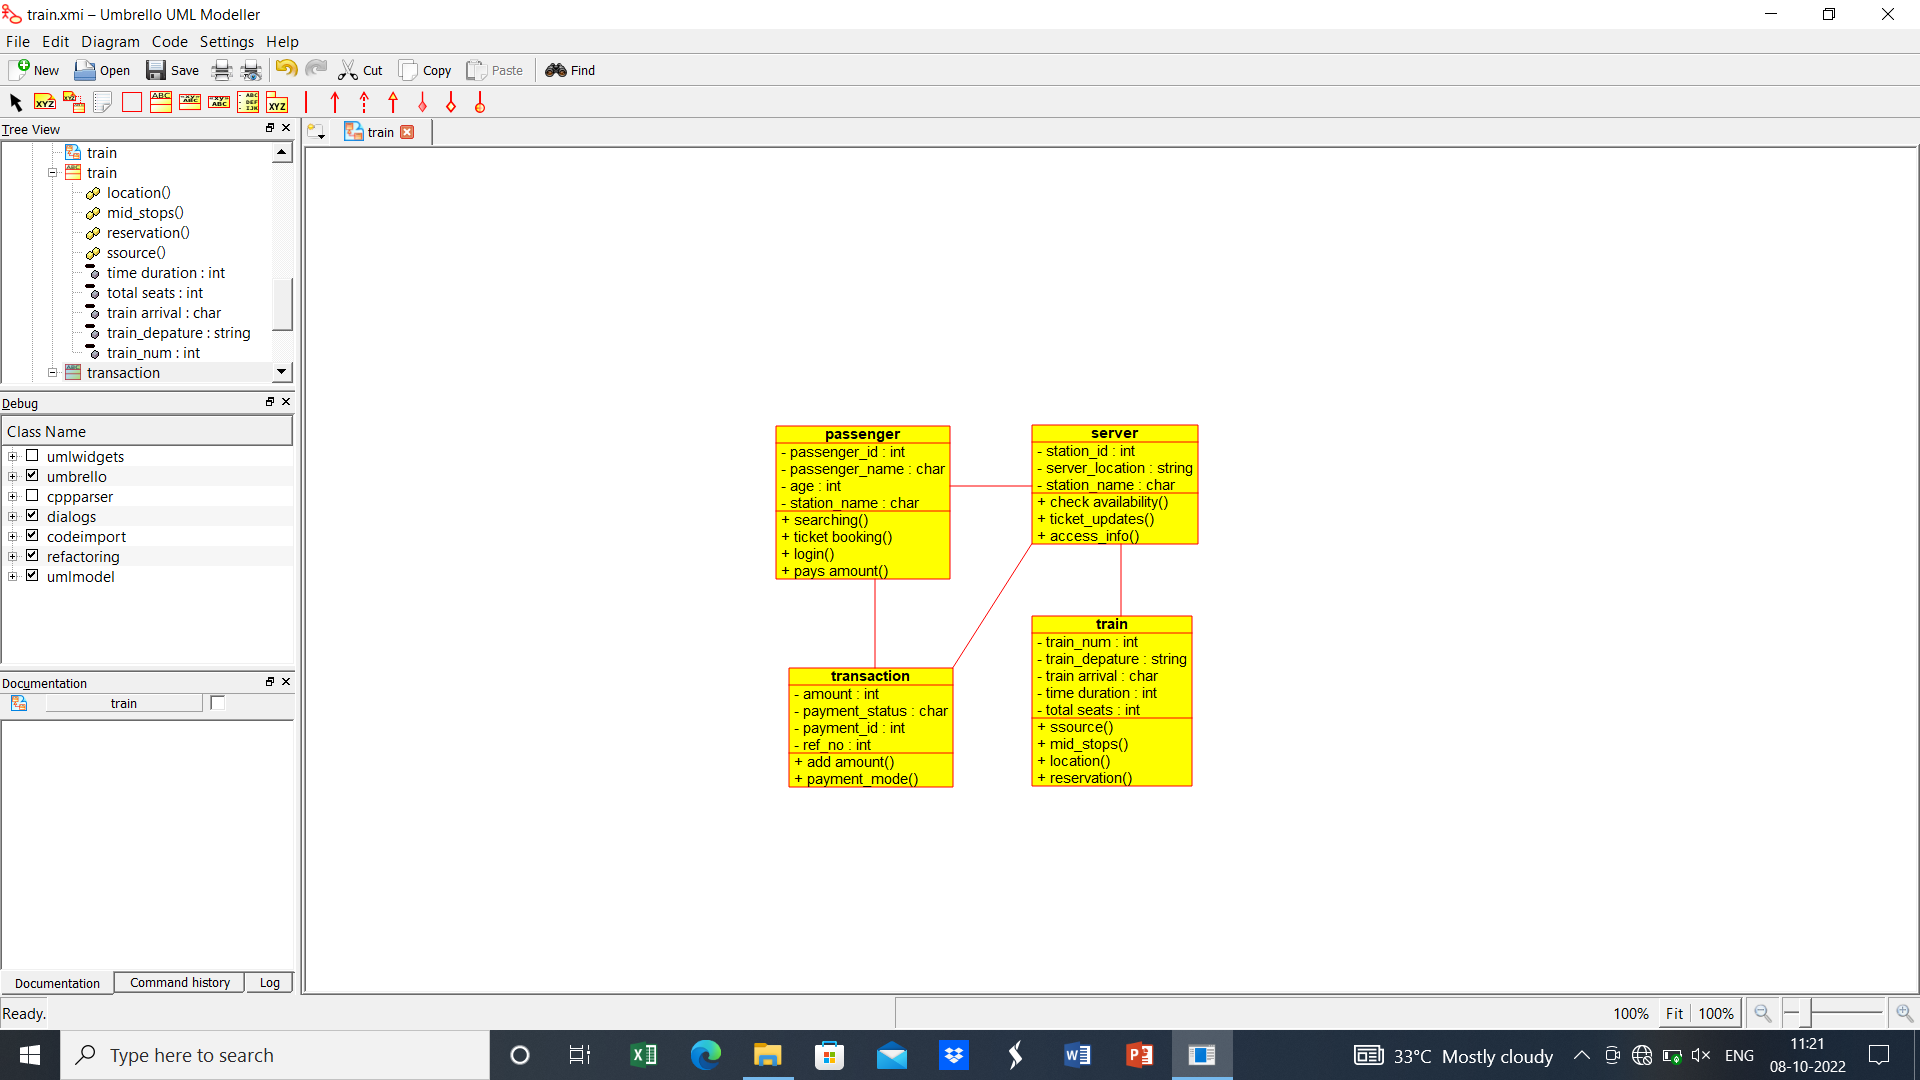 train.xmi – Umbrello UML Modeller
File Edit Diagram Code Settings Help
New Open Save Cut Copy Paste Find
Tree View
train
train
train
location()
mid_stops()
reservation()
ssource()
time duration : int
total seats : int
train arrival : char
train_depature : string
train_num : int
transaction
Debug
Class Name
umlwidgets
umbrello
cppparser
dialogs
codeimport
refactoring
umlmodel
Documentation
train
Documentation Command history Log
passenger
- passenger_id : int
- passenger_name : char
- age : int
- station_name : char
+ searching()
+ ticket booking()
+ login()
+ pays amount()
server
- station_id : int
- server_location : string
- station_name : char
+ check availability()
+ ticket_updates()
+ access_info()
transaction
- amount : int
- payment_status : char
- payment_id : int
- ref_no : int
+ add amount()
+ payment_mode()
train
- train_num : int
- train_depature : string
- train arrival : char
- time duration : int
- total seats : int
+ ssource()
+ mid_stops()
+ location()
+ reservation()
Ready.
100% Fit 100%
Type here to search
33°C Mostly cloudy
ENG
11:21
08-10-2022